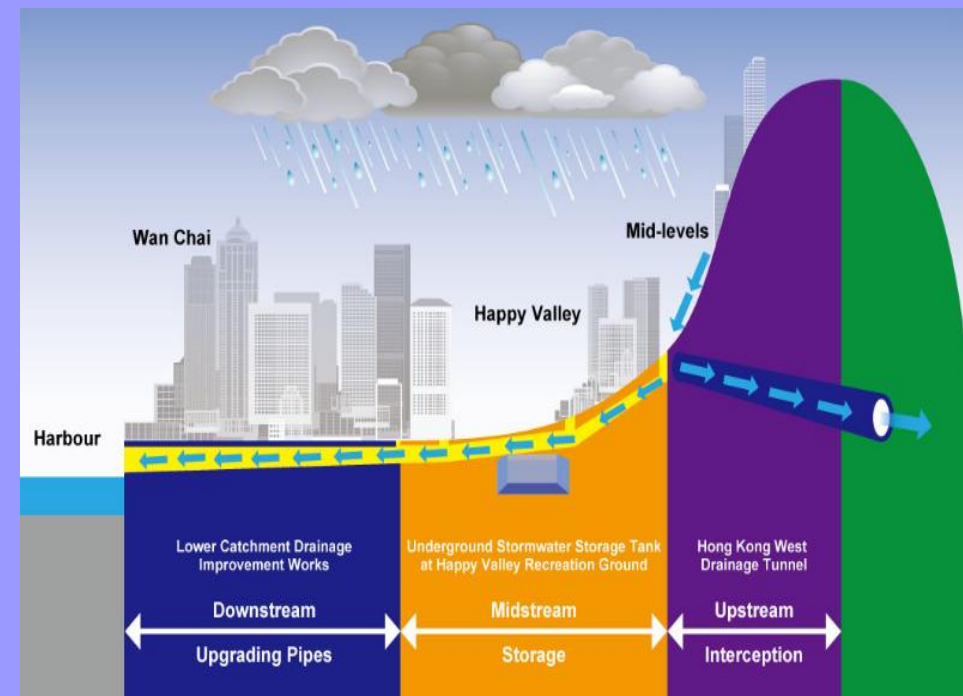 Wan Chai
Mid-levels
Happy Valley
Harbour
Lower Catchment Drainage
Improvement Works
Underground Stormwater Storage Tank
at Happy Valley Recreation Ground
Hong Kong West
Drainage Tunnel
Downstream
Midstream
Upstream
Upgrading Pipes
Storage
Interception